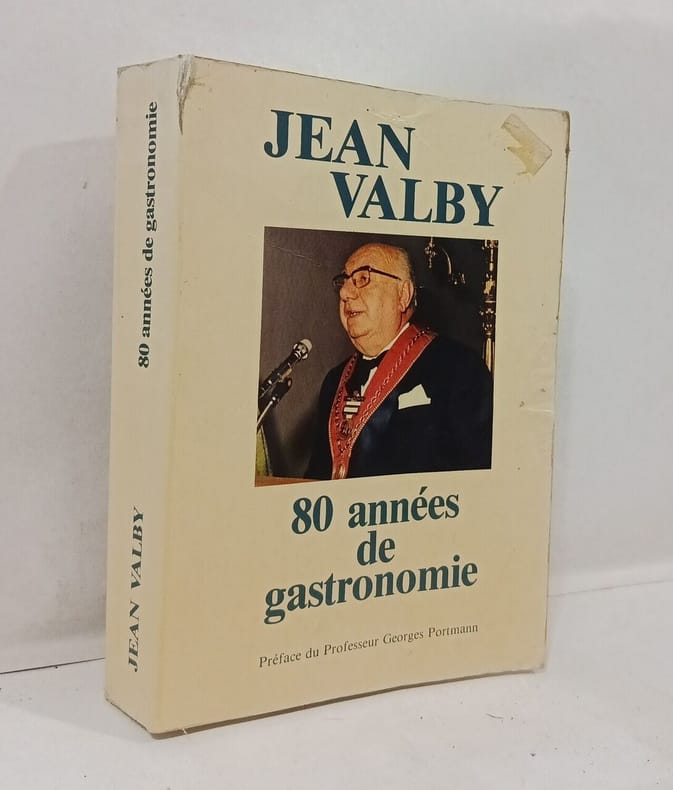 JEAN
VALBY
80 années
de
gastronomie
Préface du Professeur Georges Portmann
80 années de gastronomie
JEAN VALBY